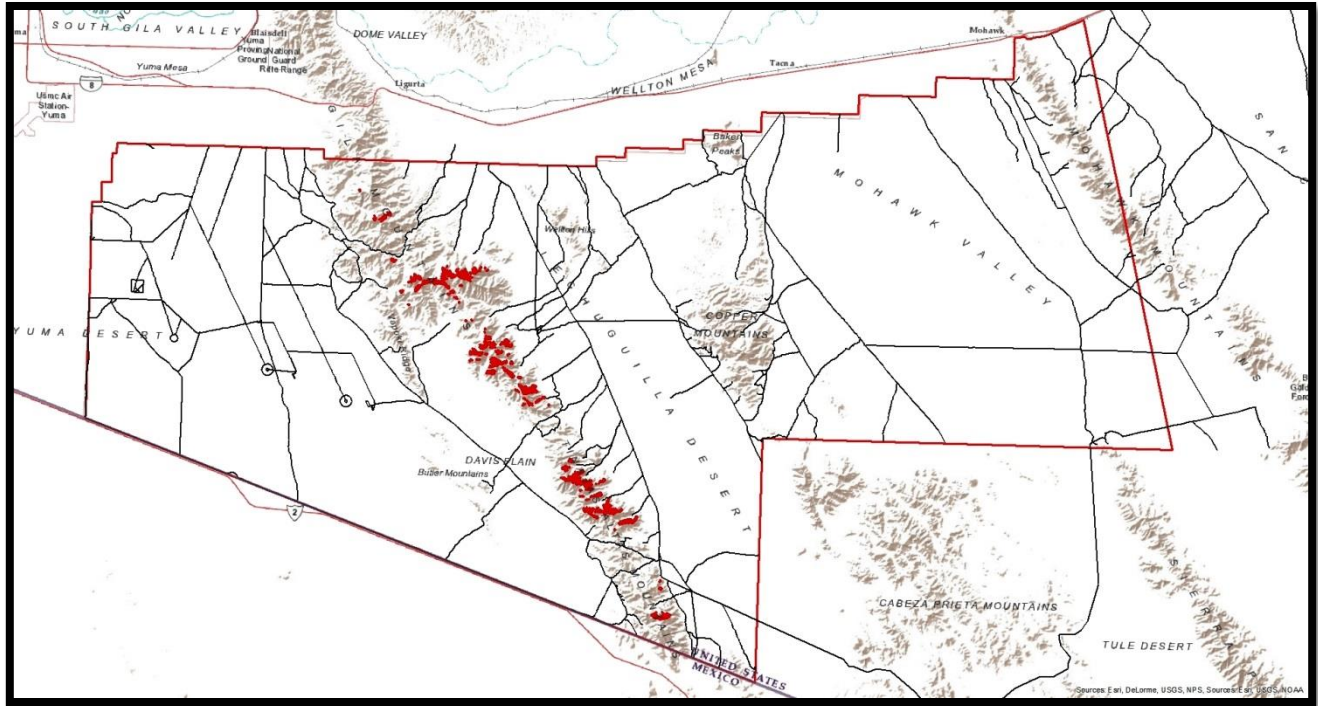 SOUTH GILA VALLEY
Blaisdell
DOME VALLEY
Mohawk
Yuma
Proving
Ground
National
Guard
Rifle Range
Yuma Mesa
8
Ligurta
WELLTON MESA
Tacna
Usmc Air
Station-
Yuma
Baker
Peaks
SAN
MOHAWK VALLEY
MOHAWK MOUNTAINS
Wellton Hills
LECHUGUILLA DESERT
COPPER
MOUNTAINS
YUMA DESERT
DAVIS PLAIN
Butler Mountains
2
CABEZA PRIETA MOUNTAINS
TULE DESERT
SIERRA P
UNITED STATES
MEXICO
Sources: Esri, DeLorme, USGS, NPS, Sources: Esri, USGS, NOAA